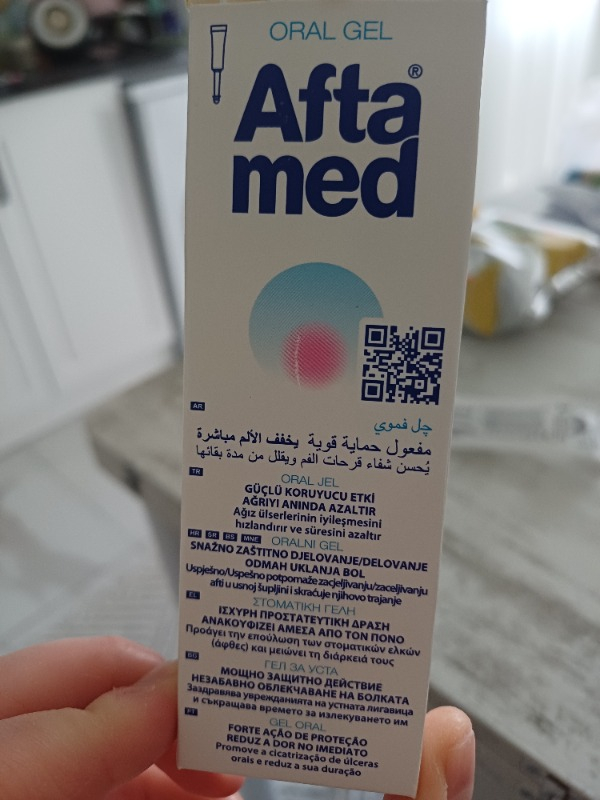 ORAL GEL
Afta®
med
AR
چل فموي
مفعول حماية قوية يخفف الألم مباشرة
يُحسن شفاء قرحات الفم ويقلل من مدة بقائها
TR
ORAL JEL
GÜÇLÜ KORUYUCU ETKİ
AĞRIYI ANINDA AZALTIR
Ağız ülserlerinin iyileşmesini
hızlandırır ve süresini azaltır
HR SR BS MNE
ORALNI GEL
SNAŽNO ZAŠTITNO DJELOVANJE/DELOVANJE
ODMAH UKLANJA BOL
Uspješno/Uspešno potpomaže zacjeljivanju/zaceljivanju
afti u usnoj šupljini i skraćuje njihovo trajanje
EL
ΣΤΟΜΑΤΙΚΗ ΓΕΛΗ
ΙΣΧΥΡΗ ΠΡΟΣΤΑΤΕΥΤΙΚΗ ΔΡΑΣΗ
ΑΝΑΚΟΥΦΙΖΕΙ ΑΜΕΣΑ ΑΠΟ ΤΟΝ ΠΟΝΟ
Προάγει την επούλωση των στοματικών ελκών
(άφθες) και μειώνει τη διάρκειά τους
BG
ГЕЛ ЗА УСТА
МОЩНО ЗАЩИТНО ДЕЙСТВИЕ
НЕЗАБАВНО ОБЛЕКЧАВАНЕ НА БОЛКАТА
Заздравява уврежданията на устната лигавица
и съкращава времето за излекуването им
PT
GEL ORAL
FORTE AÇÃO DE PROTEÇÃO
REDUZ A DOR NO IMEDIATO
Promove a cicatrização de úlceras
orais e reduz a sua duração